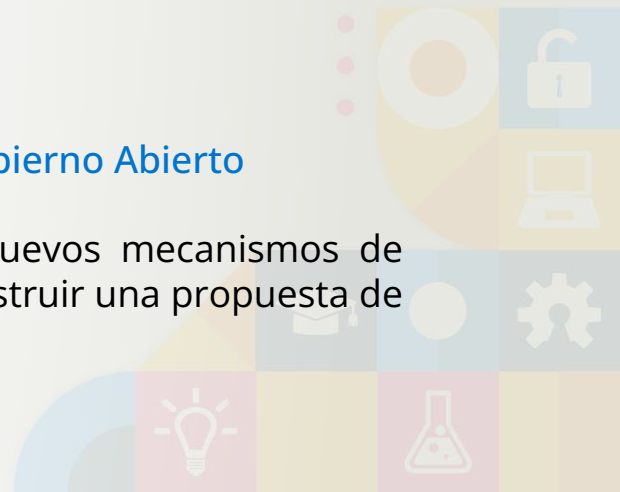 bierno Abierto
uevos mecanismos de
struir una propuesta de